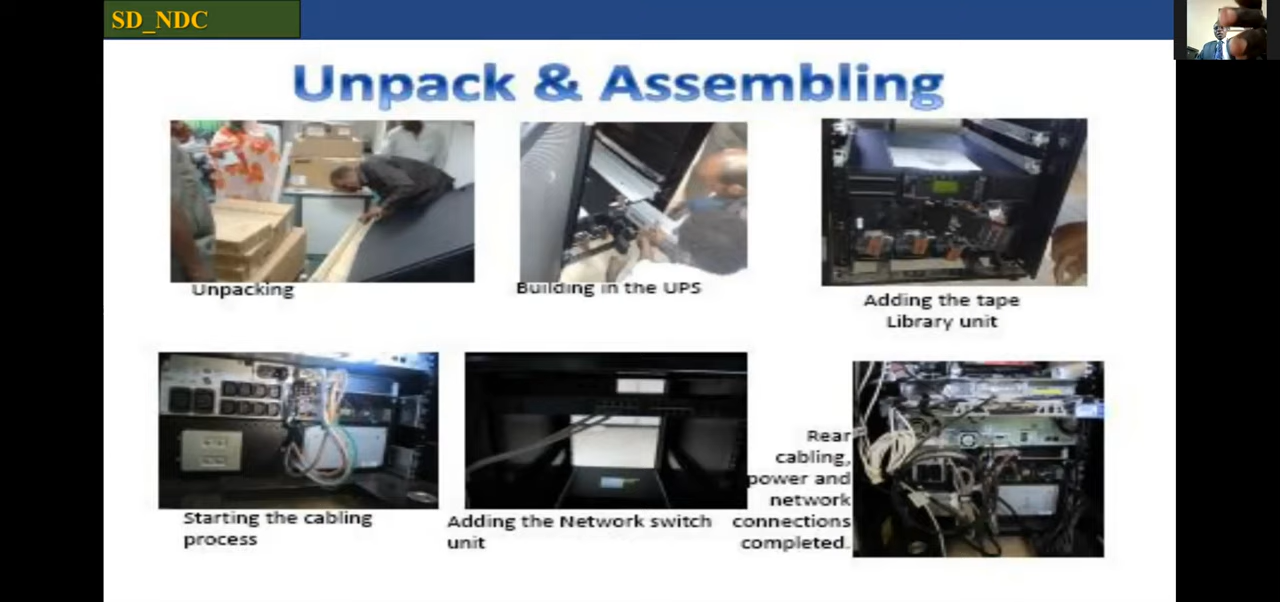 SD_NDC
Unpack & Assembling
Unpacking
Building in the UPS
Adding the tape
Library unit
Starting the cabling
process
Adding the Network switch
unit
Rear
cabling,
power and
network
connections
completed.